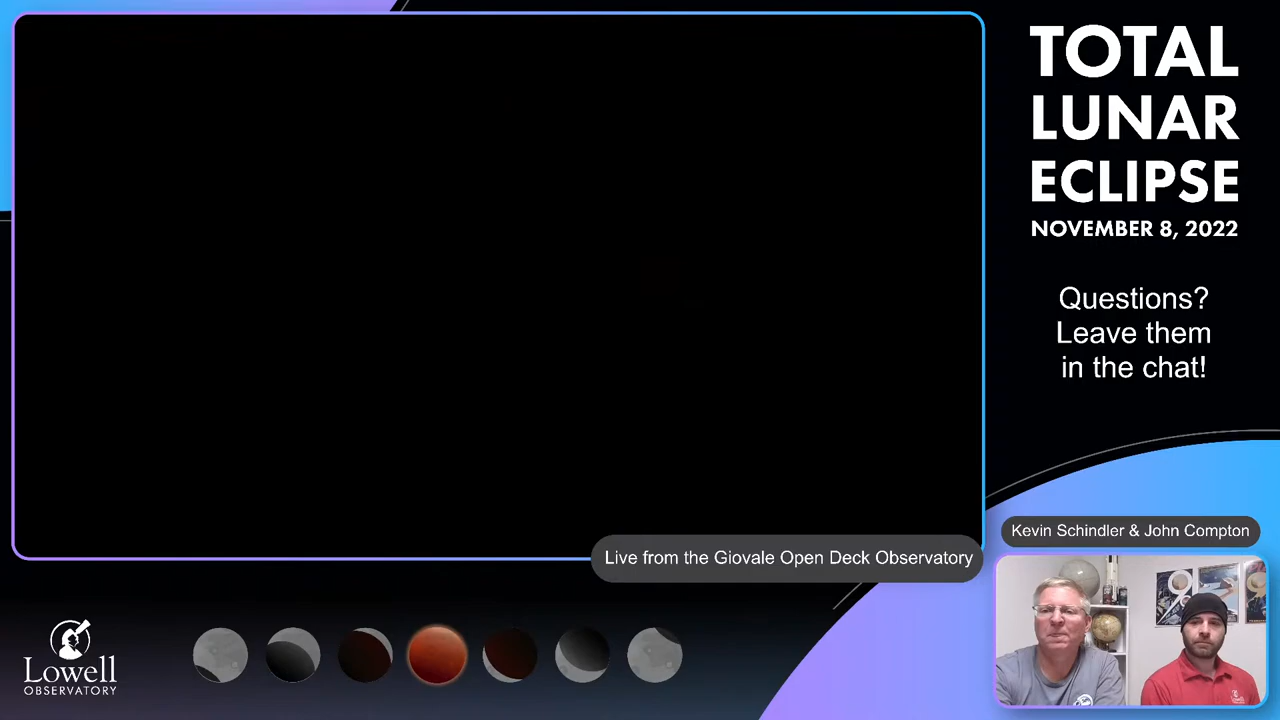 TOTAL
LUNAR
ECLIPSE
NOVEMBER 8, 2022
Questions?
Leave them
in the chat!
Kevin Schindler & John Compton
Live from the Giovale Open Deck Observatory
Lowell
OBSERVATORY